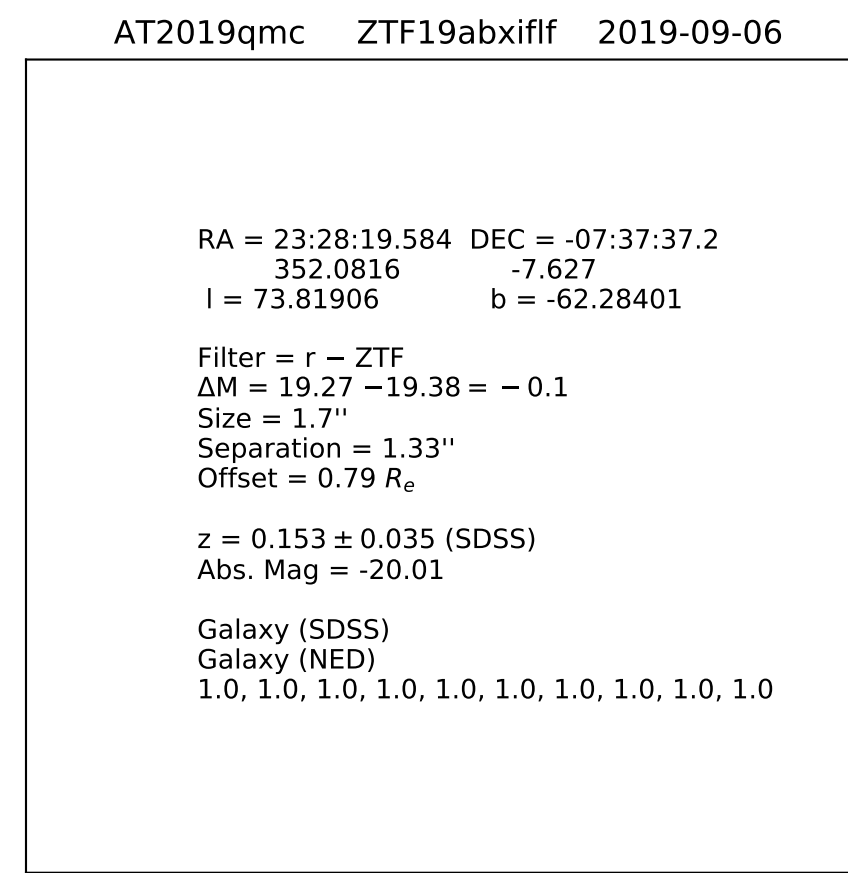 AT2019qmc ZTF19abxiflf 2019-09-06
RA = 23:28:19.584 DEC = -07:37:37.2
352.0816 -7.627
l = 73.81906 b = -62.28401
Filter = r − ZTF
ΔM = 19.27 −19.38 = − 0.1
Size = 1.7''
Separation = 1.33''
Offset = 0.79 Rₑ
z = 0.153 ± 0.035 (SDSS)
Abs. Mag = -20.01
Galaxy (SDSS)
Galaxy (NED)
1.0, 1.0, 1.0, 1.0, 1.0, 1.0, 1.0, 1.0, 1.0, 1.0